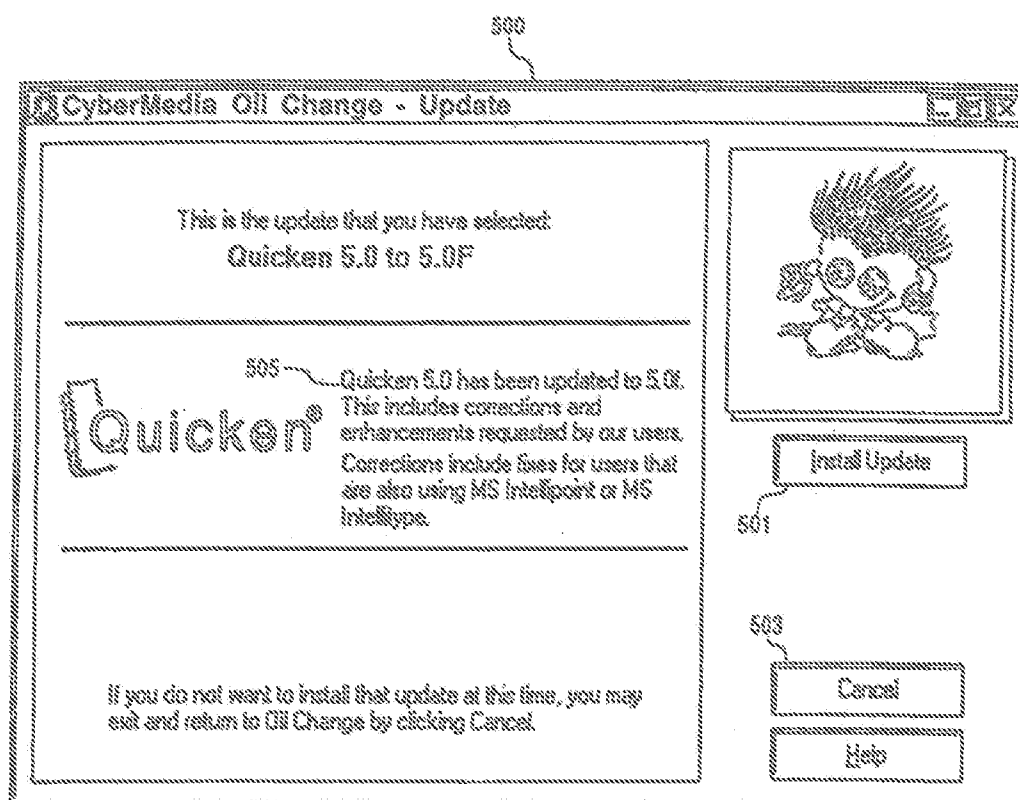 500
CyberMedia Oil Change - Update
This is the update that you have selected:
Quicken 5.0 to 5.0F
505
Quicken®
Quicken 5.0 has been updated to 5.0f.
This includes corrections and
enhancements requested by our users.
Corrections include fixes for users that
are also using MS Intellipoint or MS
Intellitype.
Install Update
501
503
If you do not want to install that update at this time, you may
exit and return to Oil Change by clicking Cancel.
Cancel
Help